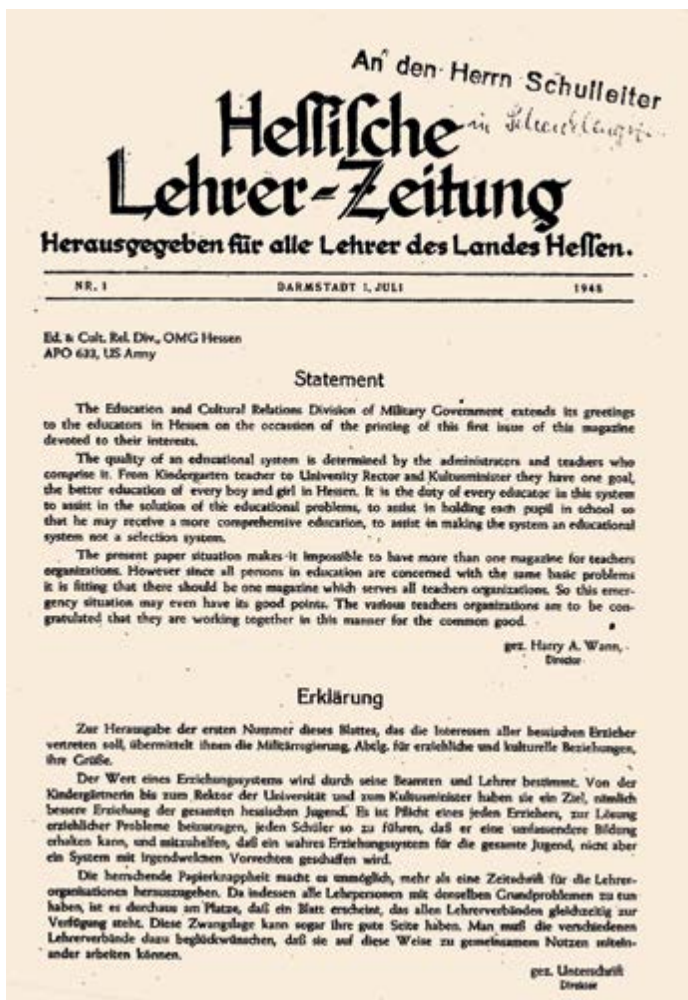 An den Herrn Schulleiter
in
Hessische
Lehrer-Zeitung
Herausgegeben für alle Lehrer des Landes Hessen.
NR. 1 DARMSTADT 1. JULI 1948
Ed. & Cult. Rel. Div., OMG Hessen
APO 633, US Army
Statement
The Education and Cultural Relations Division of Military Government extends its greetings
to the educators in Hessen on the occasion of the printing of this first issue of this magazine
devoted to their interests.
The quality of an educational system is determined by the administrators and teachers who
comprise it. From Kindergarten teacher to University Rector and Kultusminister they have one goal,
the better education of every boy and girl in Hessen. It is the duty of every educator in this system
to assist in the solution of the educational problems, to assist in holding each pupil in school so
that he may receive a more comprehensive education, to assist in making the system an educational
system not a selection system.
The present paper situation makes it impossible to have more than one magazine for teachers
organizations. However since all persons in education are concerned with the same basic problems
it is fitting that there should be one magazine which serves all teachers organizations. So this emer-
gency situation may even have its good points. The various teachers organizations are to be con-
gratulated that they are working together in this manner for the common good.
gez. Harry A. Wann,
Director
Erklärung
Zur Herausgabe der ersten Nummer dieses Blattes, das die Interessen aller hessischen Erzieher
vertreten soll, übermittelt ihnen die Militärregierung, Abtlg. für erziehliche und kulturelle Beziehungen,
ihre Grüße.
Der Wert eines Erziehungssystems wird durch seine Beamten und Lehrer bestimmt. Von der
Kindergärtnerin bis zum Rektor der Universität und zum Kultusminister haben sie ein Ziel, nämlich
bessere Erziehung der gesamten hessischen Jugend. Es ist Pflicht eines jeden Erziehers, zur Lösung
erziehlicher Probleme beizutragen, jeden Schüler so zu führen, daß er eine umfassendere Bildung
erhalten kann, und mitzuhelfen, daß ein wahres Erziehungssystem für die gesamte Jugend, nicht aber
ein System mit irgendwelchen Vorrechten geschaffen wird.
Die herrschende Papierknappheit macht es unmöglich, mehr als eine Zeitschrift für die Lehrer-
organisationen herauszugehen. Da indessen alle Lehrpersonen mit denselben Grundproblemen zu tun
haben, ist es durchaus am Platze, daß ein Blatt erscheint, das allen Lehrerverbänden gleichzeitig zur
Verfügung steht. Diese Zwangslage kann sogar ihre gute Seite haben. Man muß die verschiedenen
Lehrerverbände dazu beglückwünschen, daß sie auf diese Weise zu gemeinsamem Nutzen mitein-
ander arbeiten können.
gez. Unterschrift
Direktor